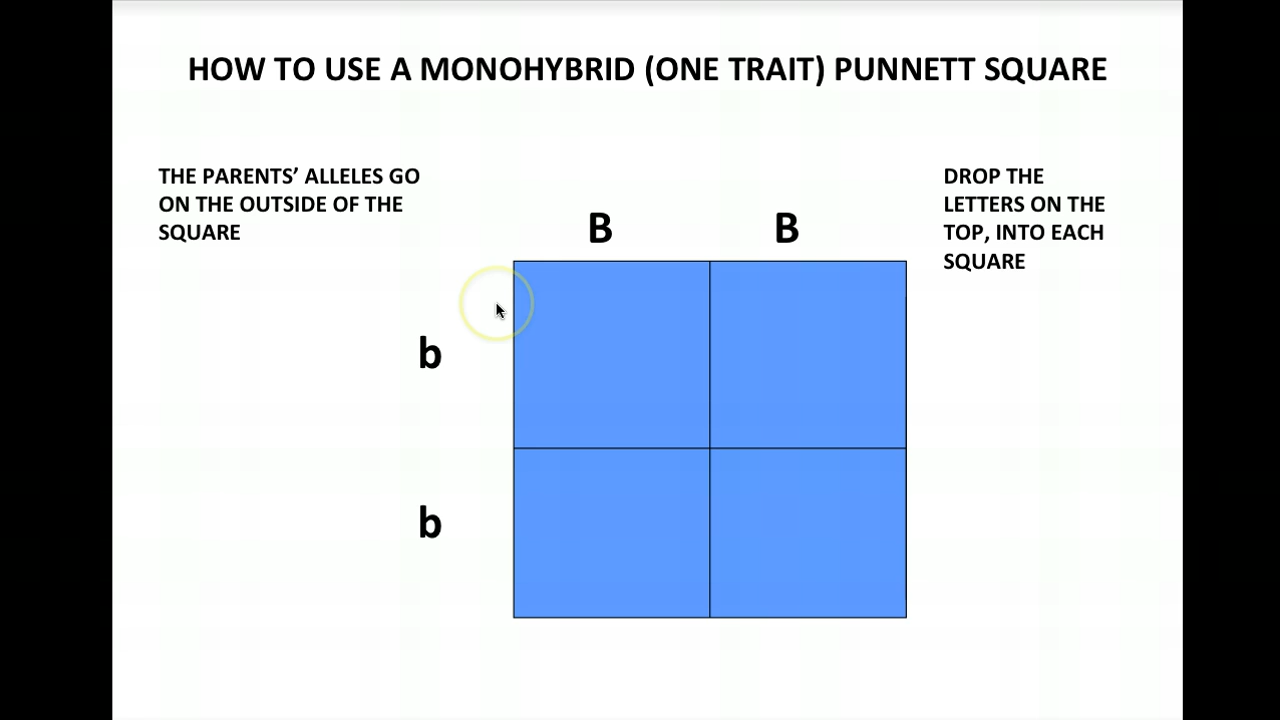 HOW TO USE A MONOHYBRID (ONE TRAIT) PUNNETT SQUARE
THE PARENTS’ ALLELES GO
ON THE OUTSIDE OF THE
SQUARE
DROP THE
LETTERS ON THE
TOP, INTO EACH
SQUARE
B B
b
b